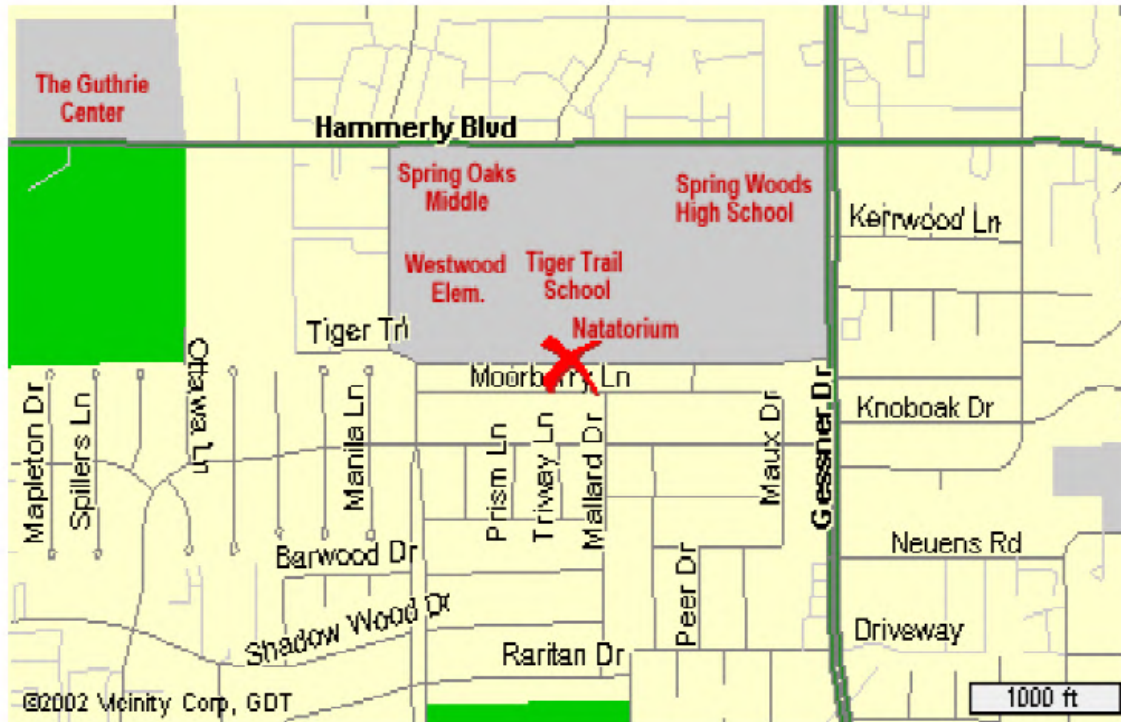 The Guthrie
Center
Hammerly Blvd
Spring Oaks
Middle
Spring Woods
High School
Kerrwood Ln
Westwood
Elem.
Tiger Trail
School
Tiger Trl
Natatorium
Moorberry Ln
Mapleton Dr
Spillers Ln
Ottawa Ln
Manila Ln
Prism Ln
Triway Ln
Mallard Dr
Maux Dr
Gessner Dr
Knoboak Dr
Barwood Dr
Neuens Rd
Shadow Wood Dr
Peer Dr
Driveway
Raritan Dr
©2002 Vicinity Corp, GDT
1000 ft